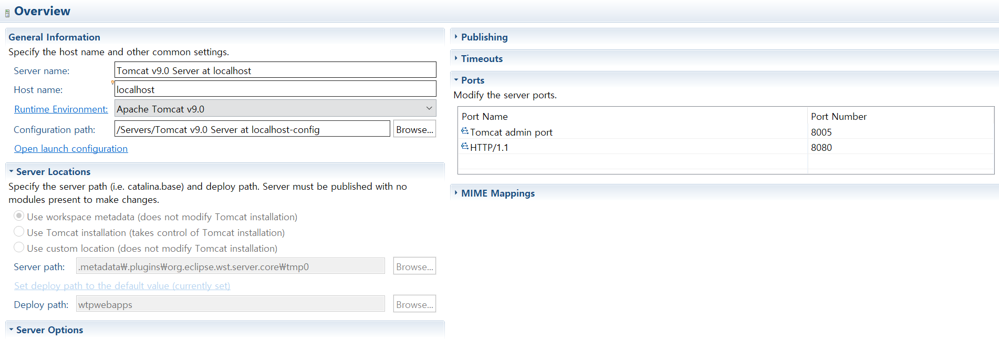 Overview
General Information
Specify the host name and other common settings.
Server name: Tomcat v9.0 Server at localhost
Host name: localhost
Runtime Environment: Apache Tomcat v9.0
Configuration path: /Servers/Tomcat v9.0 Server at localhost-config Browse...
Open launch configuration
Server Locations
Specify the server path (i.e. catalina.base) and deploy path. Server must be published with no
modules present to make changes.
Use workspace metadata (does not modify Tomcat installation)
Use Tomcat installation (takes control of Tomcat installation)
Use custom location (does not modify Tomcat installation)
Server path: .metadata₩.plugins₩org.eclipse.wst.server.core₩tmp0 Browse...
Set deploy path to the default value (currently set)
Deploy path: wtpwebapps Browse...
Server Options
Publishing
Timeouts
Ports
Modify the server ports.
Port Name Port Number
Tomcat admin port 8005
HTTP/1.1 8080
MIME Mappings